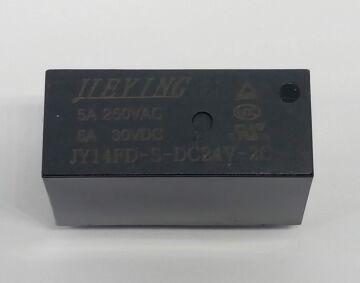 JIEYING
5A 250VAC
5A 30VDC
JY14FD-S-DC24V-2C